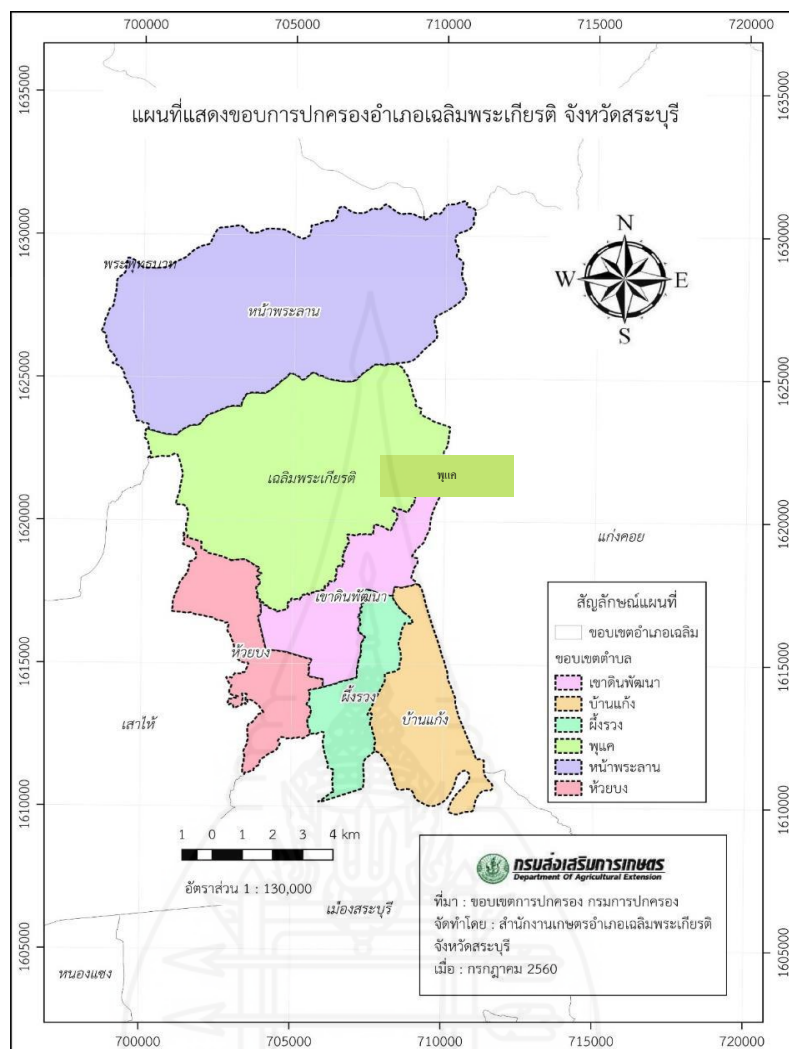 700000 705000 710000 715000 720000
1635000 1635000
แผนที่แสดงขอบการปกครองอำเภอเฉลิมพระเกียรติ จังหวัดสระบุรี
1630000 1630000
N
W E
S
พระพุทธบาท
หน้าพระลาน
1625000 1625000
เฉลิมพระเกียรติ
พุแค
1620000 1620000
แก่งคอย
เขาดินพัฒนา
ห้วยบง
1615000 1615000
ผึ้งรวง
บ้านแก้ง
เสาไห้
สัญลักษณ์แผนที่
ขอบเขตอำเภอเฉลิม
ขอบเขตตำบล
เขาดินพัฒนา
บ้านแก้ง
ผึ้งรวง
พุแค
หน้าพระลาน
ห้วยบง
1610000 1610000
1 0 1 2 3 4 km
อัตราส่วน 1 : 130,000
เมืองสระบุรี
กรมส่งเสริมการเกษตร
Department Of Agricultural Extension
ที่มา : ขอบเขตการปกครอง กรมการปกครอง
จัดทำโดย : สำนักงานเกษตรอำเภอเฉลิมพระเกียรติ
จังหวัดสระบุรี
เมื่อ : กรกฎาคม 2560
1605000 1605000
หนองแซง
700000 705000 710000 715000 720000